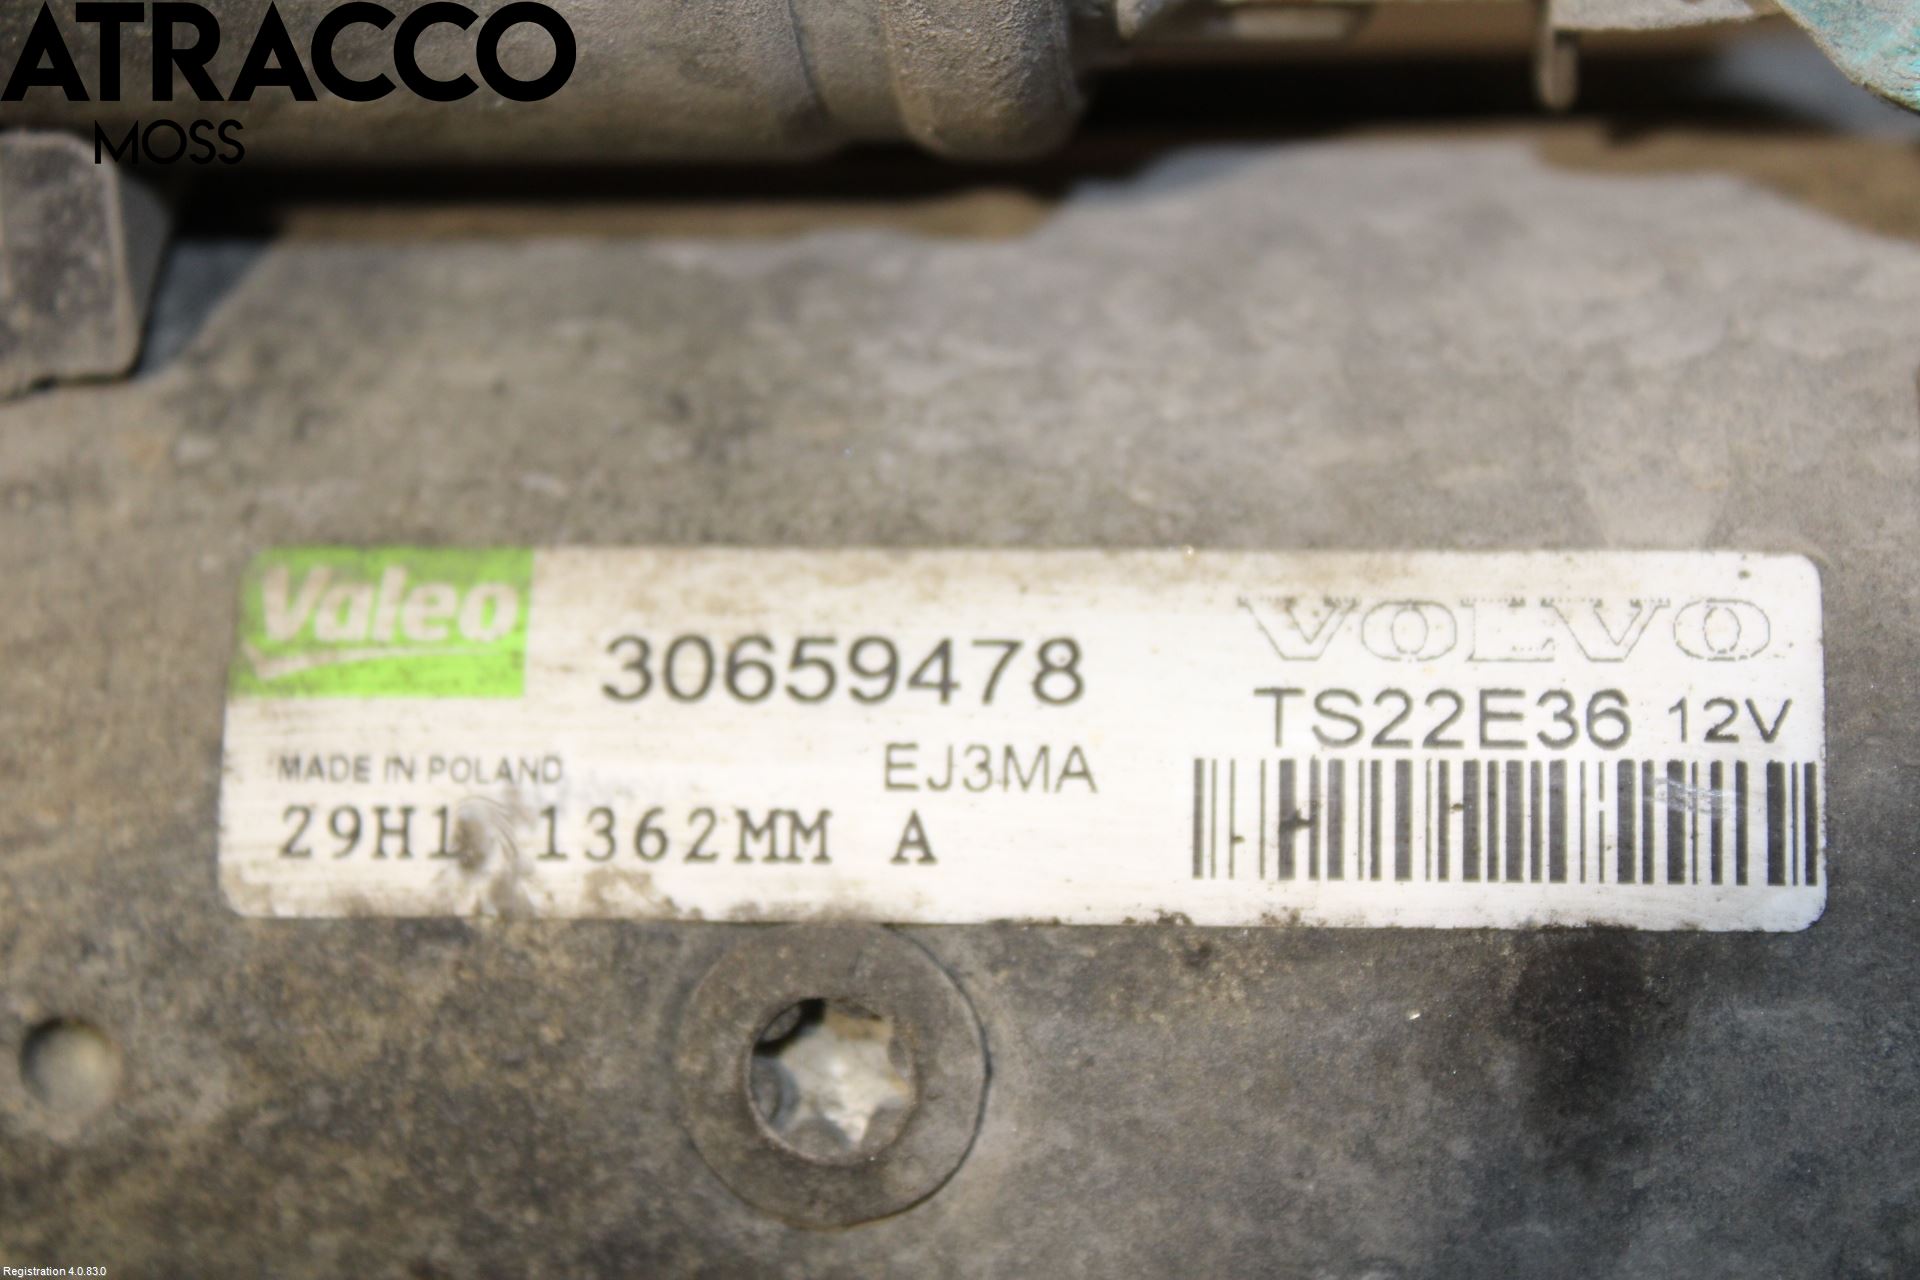 ATRACCO
MOSS
Valeo
30659478
VOLVO
TS22E36 12V
MADE IN POLAND
EJ3MA
1362MM A
Registration 4.0.83.0